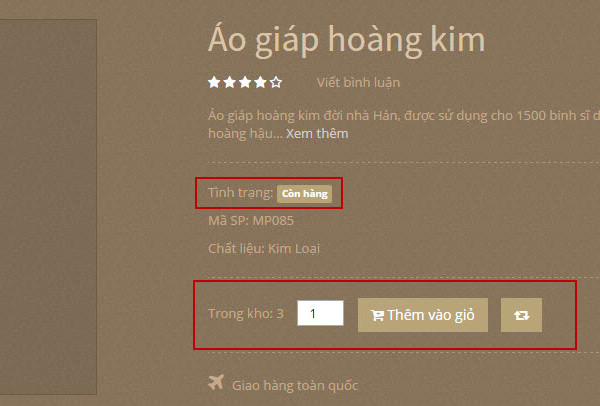 Áo giáp hoàng kim
Viết bình luận
Áo giáp hoàng kim đời nhà Hán, được sử dụng cho 1500 binh sĩ
hoàng hậu... Xem thêm
Tình trạng: Còn hàng
Mã SP: MP085
Chất liệu: Kim Loại
Trong kho: 3 1 Thêm vào giỏ
Giao hàng toàn quốc